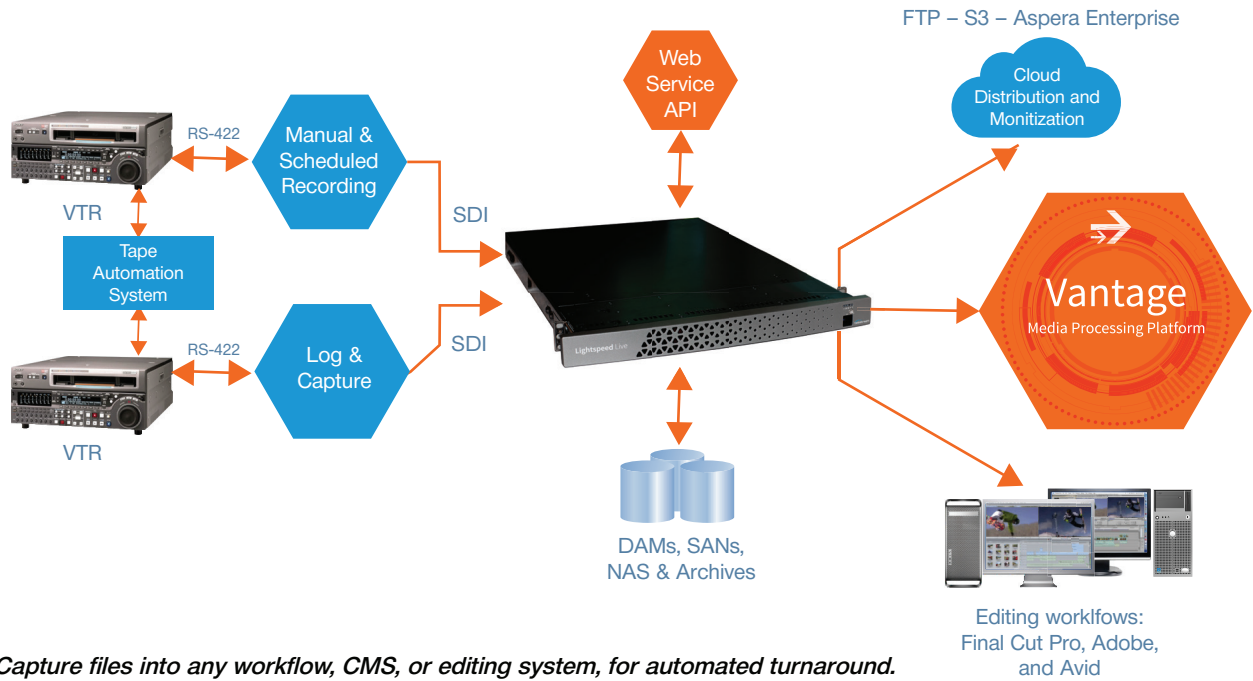 FTP – S3 – Aspera Enterprise
Cloud
Distribution and
Monitization
Web
Service
API
RS-422
Manual &
Scheduled
Recording
VTR
SDI
Tape
Automation
System
Vantage
Media Processing Platform
Lightspeed Live
RS-422
Log &
Capture
SDI
VTR
DAMs, SANs,
NAS & Archives
Editing worklfows:
Final Cut Pro, Adobe,
and Avid
Capture files into any workflow, CMS, or editing system, for automated turnaround.